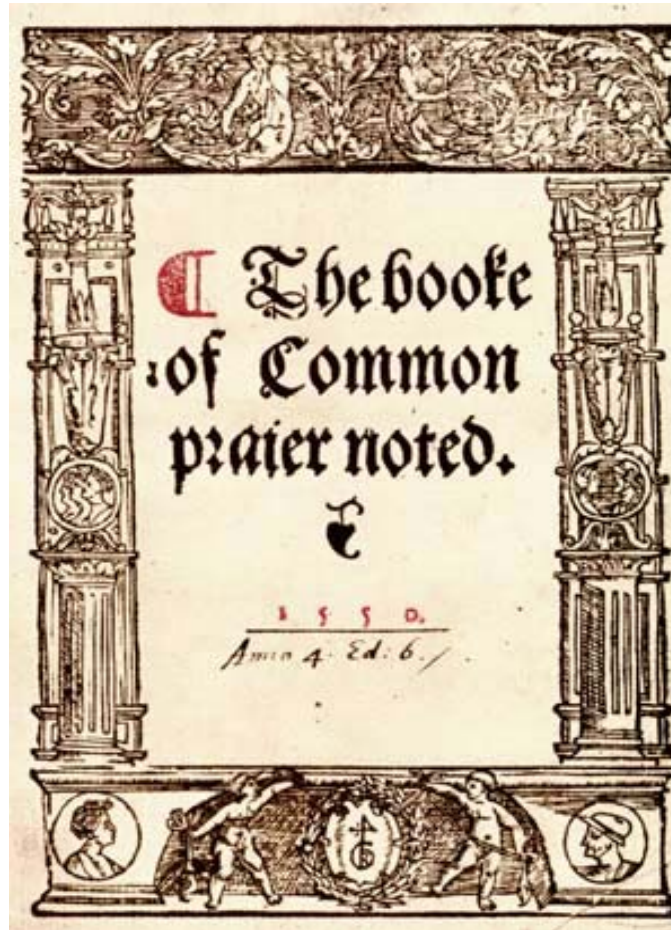 ¶ The booke
of Common
praier noted.
❦
1550.
Anno 4. Ed: 6.